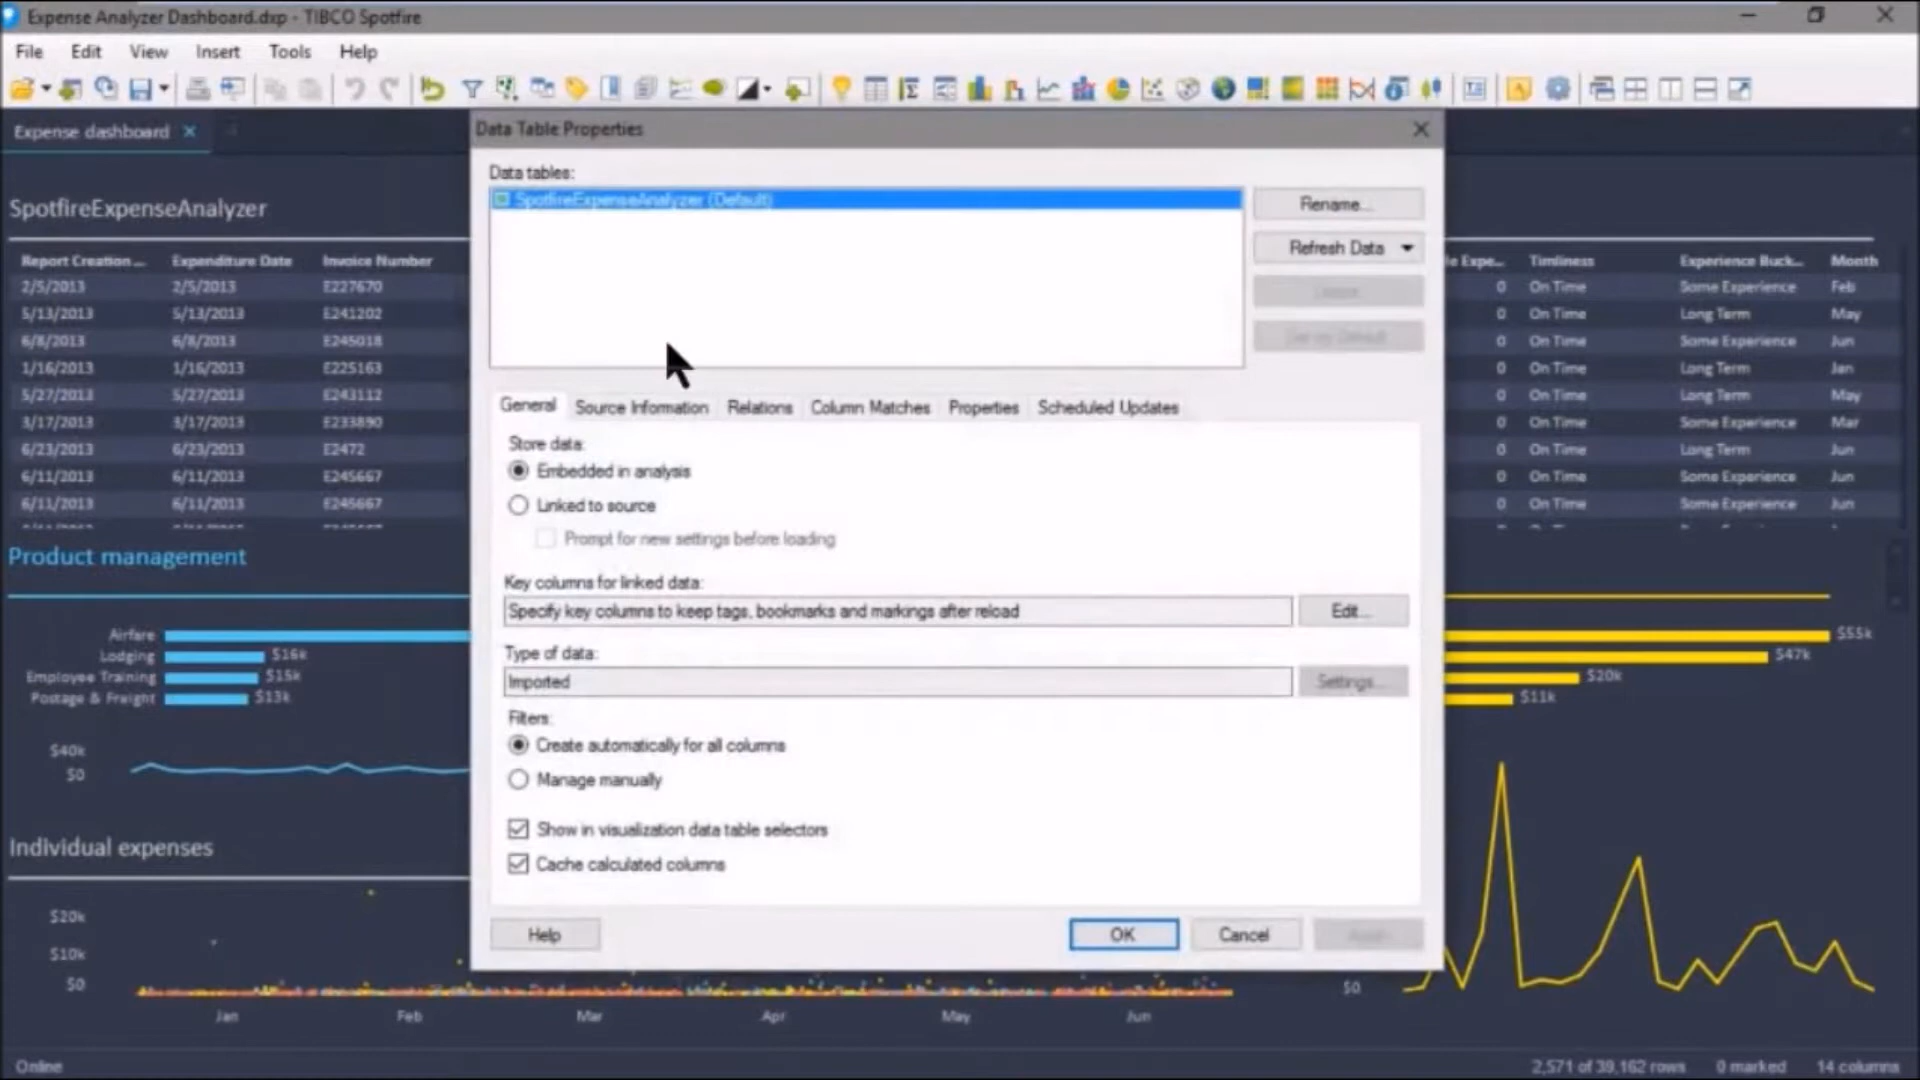 Expense Analyzer Dashboard.dxp - TIBCO Spotfire
File Edit View Insert Tools Help
Expense dashboard
Data Table Properties
Data tables:
SpotfireExpenseAnalyzer (Default)
Rename...
Refresh Data
SpotfireExpenseAnalyzer
Report Creation ... Expenditure Date Invoice Number
2/5/2013 2/5/2013 E227670
5/13/2013 5/13/2013 E241202
6/8/2013 6/8/2013 E245018
1/16/2013 1/16/2013 E225163
5/27/2013 5/27/2013 E243112
3/17/2013 3/17/2013 E233890
6/23/2013 6/23/2013 E2472
6/11/2013 6/11/2013 E245667
6/11/2013 6/11/2013 E245667
le Expe... Timliness Experience Buck... Month
0 On Time Some Experience Feb
0 On Time Long Term May
0 On Time Some Experience Jun
0 On Time Long Term Jan
0 On Time Long Term May
0 On Time Some Experience Mar
0 On Time Long Term Jun
0 On Time Some Experience Jun
0 On Time Some Experience Jun
General Source Information Relations Column Matches Properties Scheduled Updates
Store data:
Embedded in analysis
Linked to source
Prompt for new settings before loading
Key columns for linked data:
Specify key columns to keep tags, bookmarks and markings after reload
Edit...
Type of data:
Imported
Settings...
Filters:
Create automatically for all columns
Manage manually
Show in visualization data table selectors
Cache calculated columns
Help OK Cancel
Product management
Airfare
Lodging $16k
Employee Training $15k
Postage & Freight $13k
$40k
$0
$55k
$47k
$20k
$11k
Individual expenses
$20k
$10k
$0
Jan Feb Mar Apr May Jun
$0
Online
2,571 of 39,162 rows 0 marked 14 columns